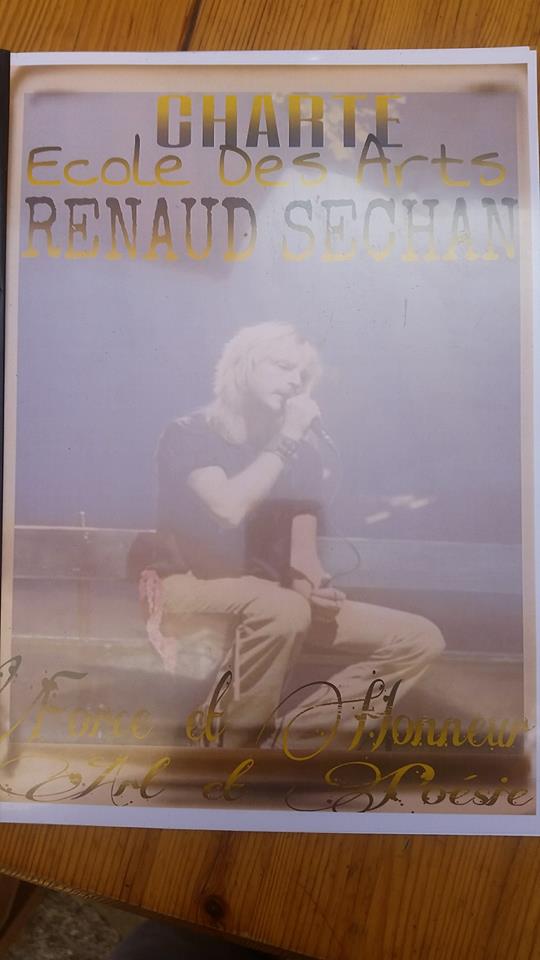 CHARTE
Ecole Des Arts
RENAUD SECHAN
Force et Honneur
Art et Poésie